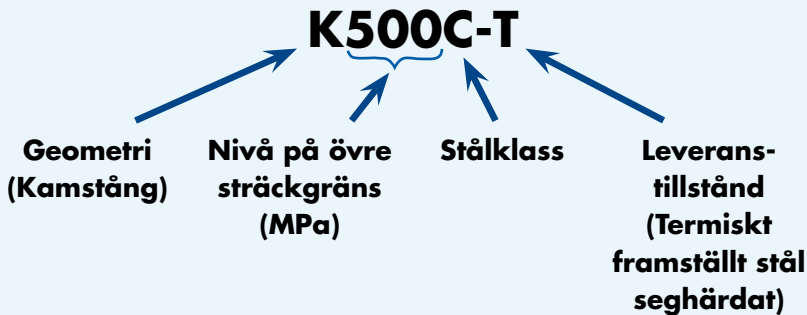 K500C-T
Geometri
(Kamstång)
Nivå på övre
sträckgräns
(MPa)
Stålklass
Leverans-
tillstånd
(Termiskt
framställt stål
seghärdat)